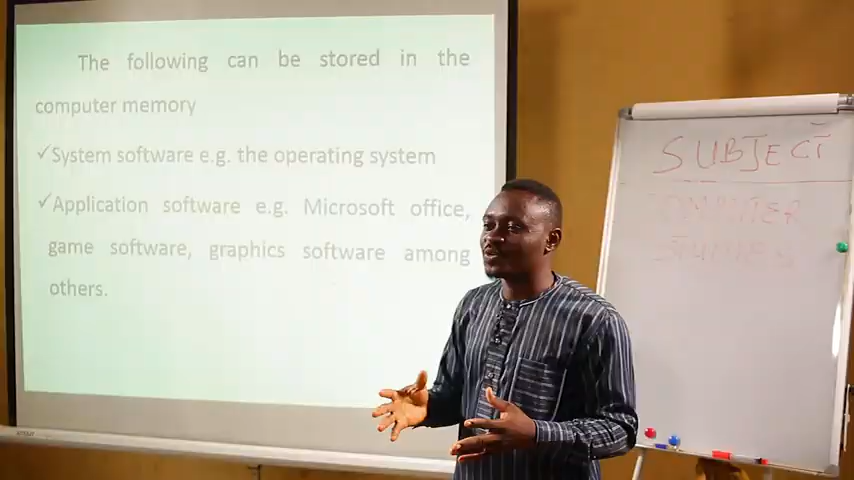 The following can be stored in the
computer memory
✓System software e.g. the operating system
✓Application software e.g. Microsoft office,
game software, graphics software among
others.
SUBJECT
COMPUTER